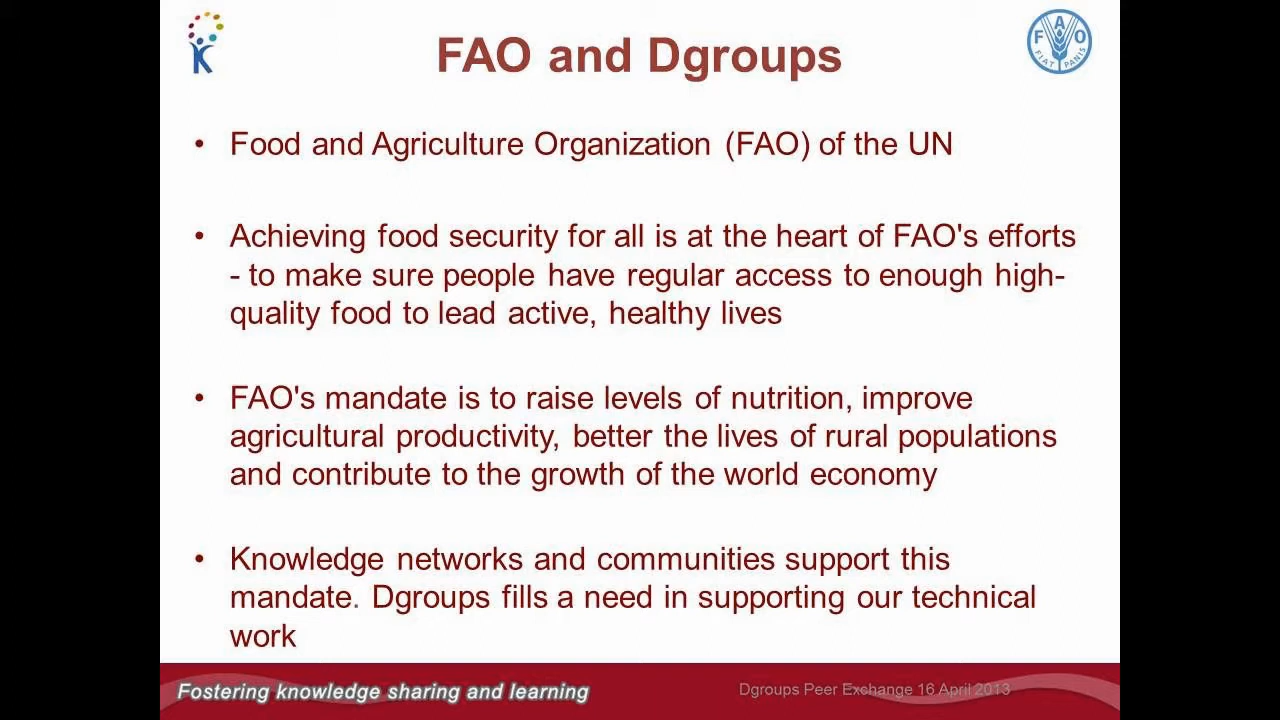 FAO and Dgroups
F A O
FIAT PANIS
• Food and Agriculture Organization (FAO) of the UN
• Achieving food security for all is at the heart of FAO's efforts
- to make sure people have regular access to enough high-
quality food to lead active, healthy lives
• FAO's mandate is to raise levels of nutrition, improve
agricultural productivity, better the lives of rural populations
and contribute to the growth of the world economy
• Knowledge networks and communities support this
mandate. Dgroups fills a need in supporting our technical
work
Fostering knowledge sharing and learning
Dgroups Peer Exchange 16 April 2013